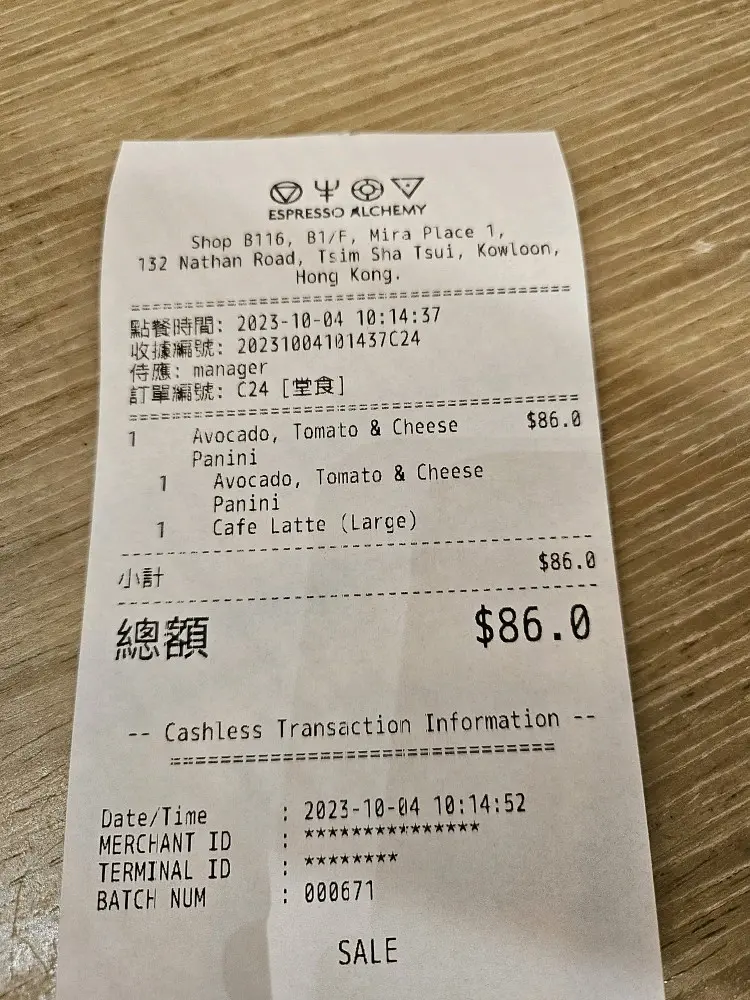 ESPRESSO ALCHEMY
Shop B116, B1/F, Mira Place 1,
132 Nathan Road, Tsim Sha Tsui, Kowloon,
Hong Kong.
==========================================
點餐時間: 2023-10-04 10:14:37
收據編號: 20231004101437C24
侍應: manager
訂單編號: C24 [堂食]
==========================================
1 Avocado, Tomato & Cheese $86.0
Panini
1 Avocado, Tomato & Cheese
Panini
1 Cafe Latte (Large)
------------------------------------------
小計 $86.0
------------------------------------------
總額 $86.0
-- Cashless Transaction Information --
================================
Date/Time : 2023-10-04 10:14:52
MERCHANT ID : ***************
TERMINAL ID : ********
BATCH NUM : 000671
SALE